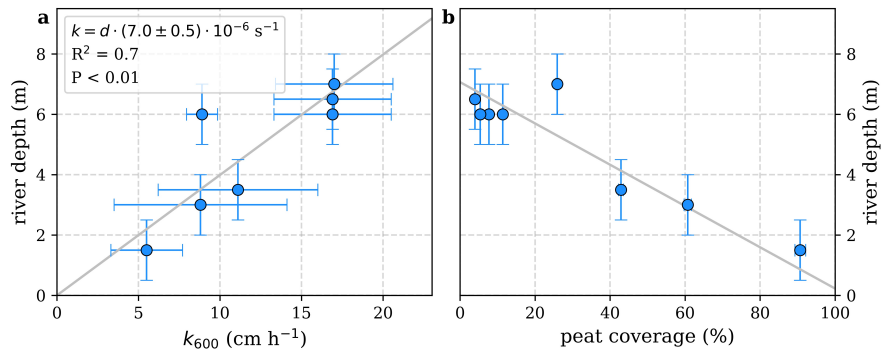 a
k = d · (7.0 ± 0.5) · 10⁻⁶ s⁻¹
R² = 0.7
P < 0.01
river depth (m)
8
6
4
2
0
0 5 10 15 20
k₆₀₀ (cm h⁻¹)
b
0 20 40 60 80 100
peat coverage (%)
8
6
4
2
0
river depth (m)